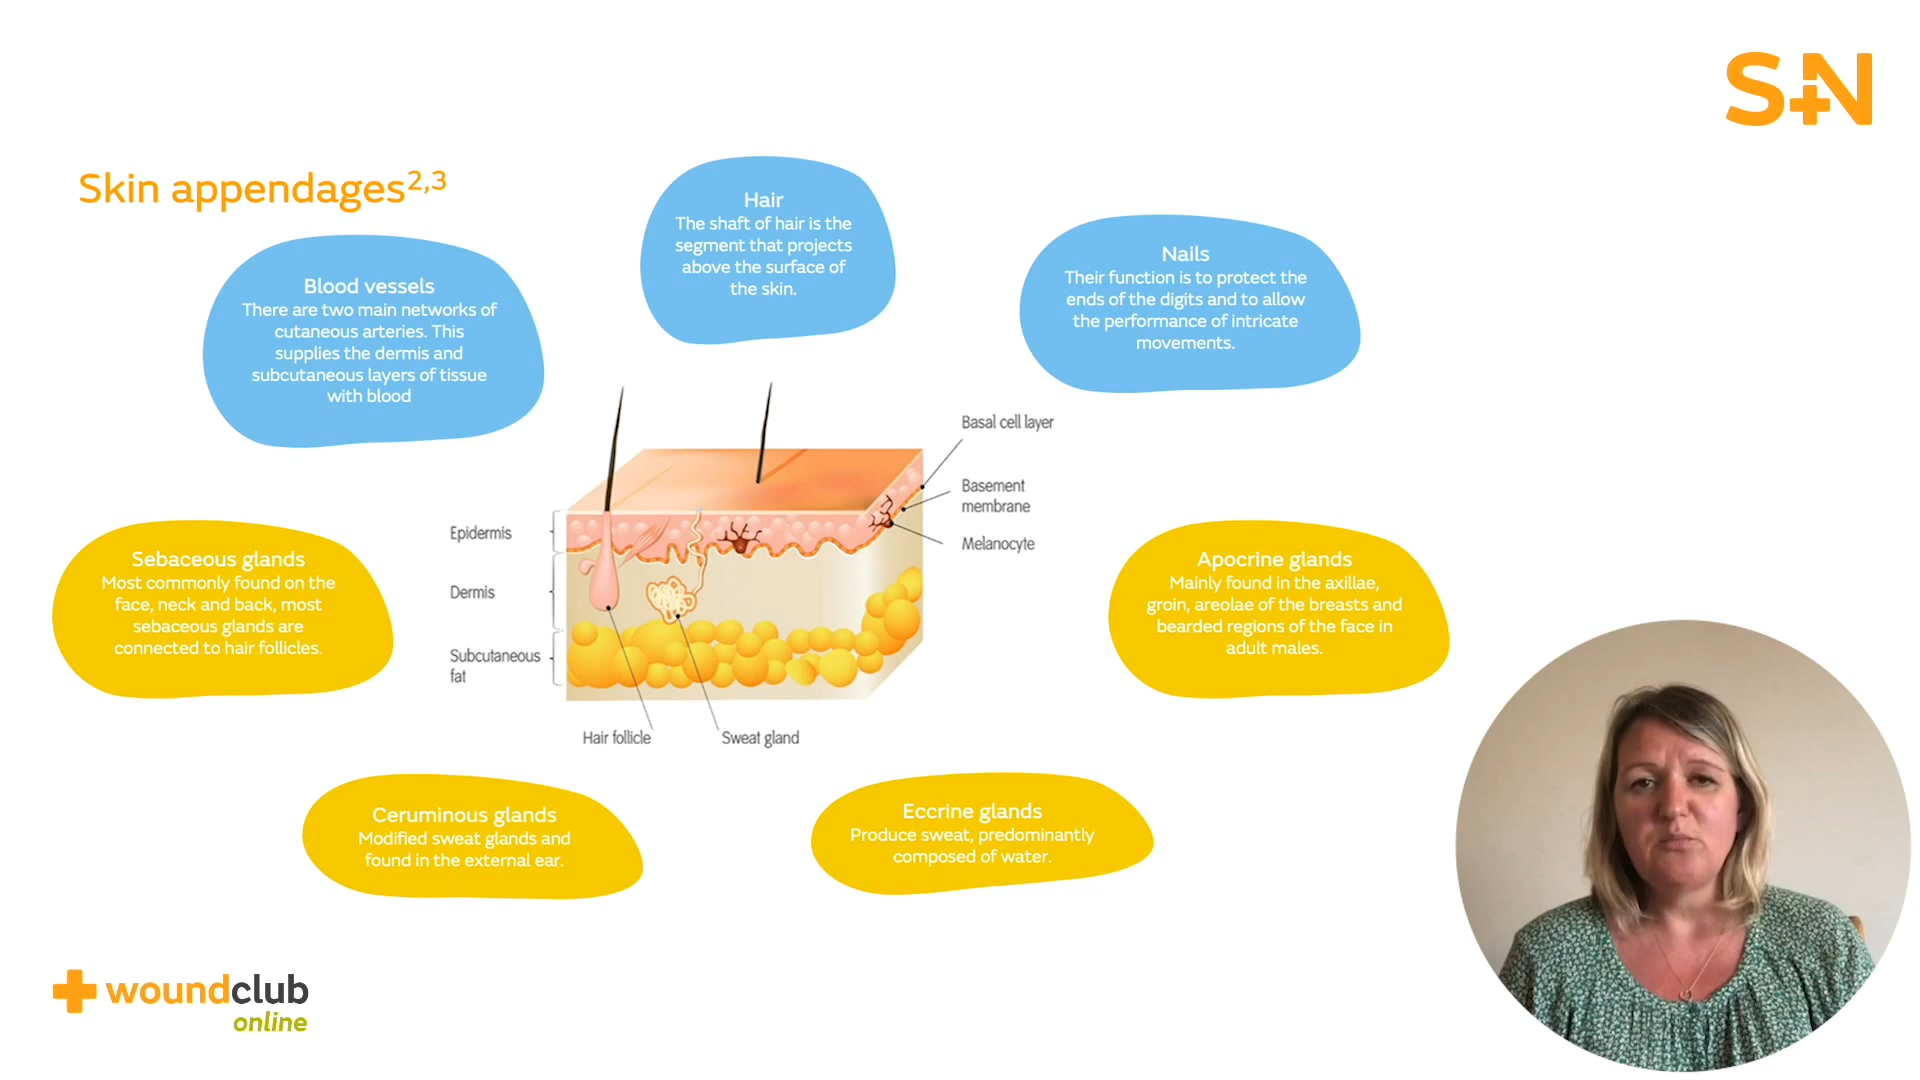 S+N
Skin appendages2,3
Hair
The shaft of hair is the
segment that projects
above the surface of
the skin.
Nails
Their function is to protect the
ends of the digits and to allow
the performance of intricate
movements.
Blood vessels
There are two main networks of
cutaneous arteries. This
supplies the dermis and
subcutaneous layers of tissue
with blood
Basal cell layer
Basement
membrane
Melanocyte
Epidermis
Dermis
Subcutaneous
fat
Hair follicle
Sweat gland
Sebaceous glands
Most commonly found on the
face, neck and back, most
sebaceous glands are
connected to hair follicles.
Apocrine glands
Mainly found in the axillae,
groin, areolae of the breasts and
bearded regions of the face in
adult males.
Ceruminous glands
Modified sweat glands and
found in the external ear.
Eccrine glands
Produce sweat, predominantly
composed of water.
woundclub
online